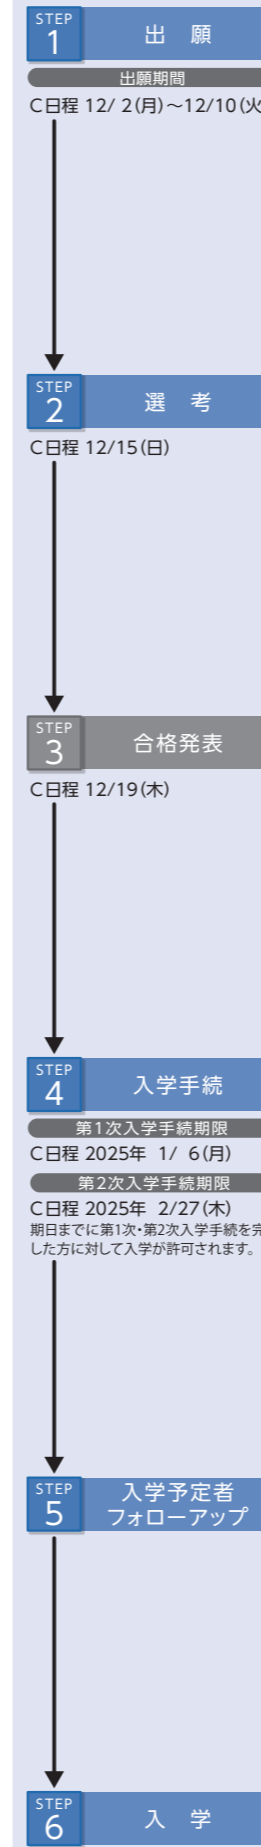 STEP
1
出 願
出願期間
C日程 12/ 2(月)～12/10(火
STEP
2
選 考
C日程 12/15(日)
STEP
3
合格発表
C日程 12/19(木)
STEP
4
入学手続
第1次入学手続期限
C日程 2025年 1/ 6(月)
第2次入学手続期限
C日程 2025年 2/27(木)
期日までに第1次・第2次入学手続を完
した方に対して入学が許可されます。
STEP
5
入学予定者
フォローアップ
STEP
6
入 学